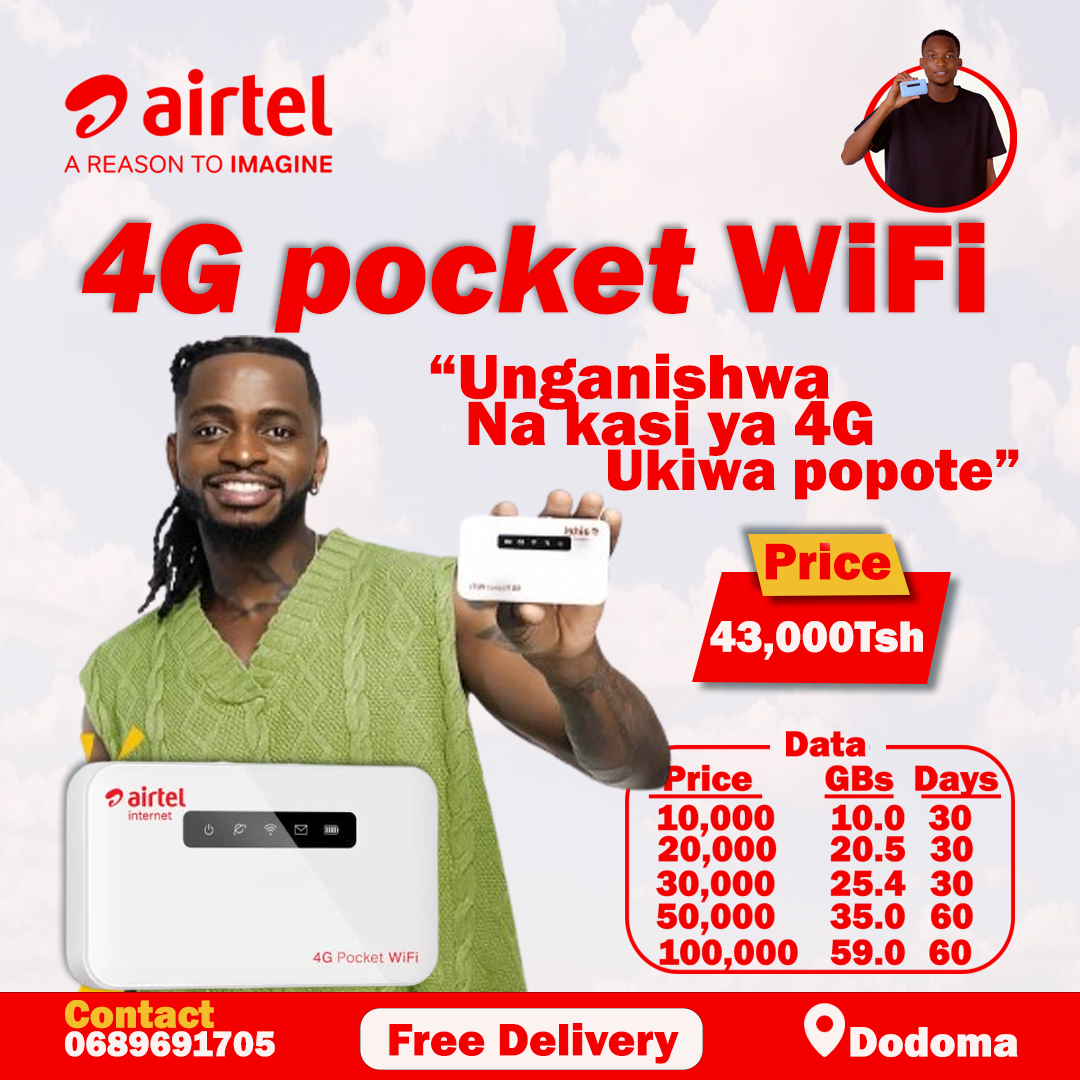 airtel
A REASON TO IMAGINE
4G pocket WiFi
“Unganishwa
Na kasi ya 4G
Ukiwa popote”
Price
43,000Tsh
Data
Price GBs Days
10,000 10.0 30
20,000 20.5 30
30,000 25.4 30
50,000 35.0 60
100,000 59.0 60
airtel
internet
4G Pocket WiFi
Contact
0689691705
Free Delivery
Dodoma